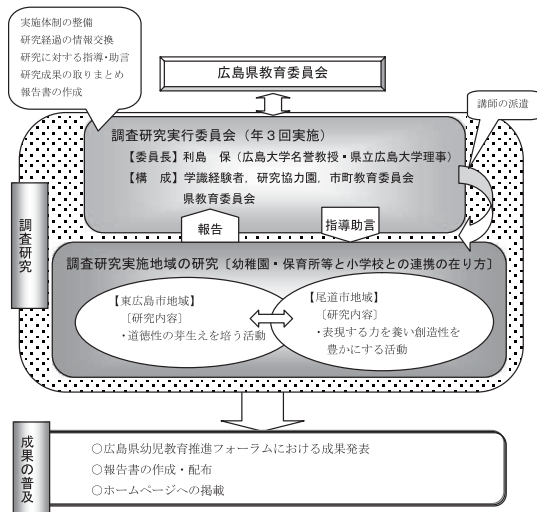 実施体制の整備
研究経過の情報交換
研究に対する指導・助言
研究成果の取りまとめ
報告書の作成
広島県教育委員会
講師の派遣
調査研究実行委員会（年３回実施）
【委員長】利島　保（広島大学名誉教授・県立広島大学理事）
【構　成】学識経験者，研究協力園，市町教育委員会
県教育委員会
調査研究
報告
指導助言
調査研究実施地域の研究〔幼稚園・保育所等と小学校との連携の在り方〕
【東広島市地域】
［研究内容］
・道徳性の芽生えを培う活動
【尾道市地域】
［研究内容］
・表現する力を養い創造性を
豊かにする活動
成果の普及
○広島県幼児教育推進フォーラムにおける成果発表
○報告書の作成・配布
○ホームページへの掲載